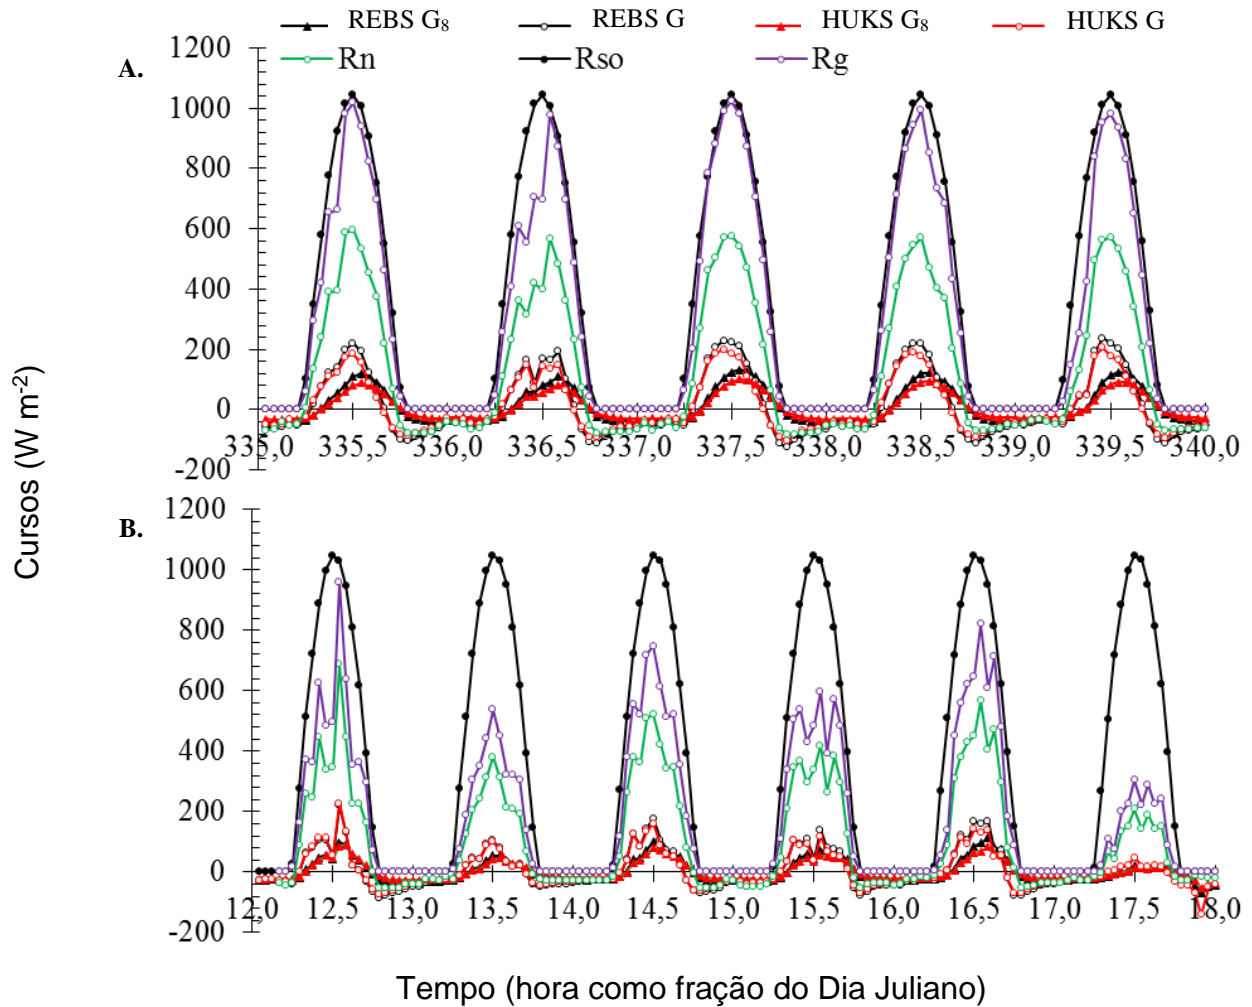 REBS G₈ REBS G HUKS G₈ HUKS G
Rn Rso Rg
A.
1200
1000
800
600
400
200
0
-200
335,0 335,5 336,0 336,5 337,0 337,5 338,0 338,5 339,0 339,5 340,0
Cursos (W m⁻²)
B.
1200
1000
800
600
400
200
0
-200
12,0 12,5 13,0 13,5 14,0 14,5 15,0 15,5 16,0 16,5 17,0 17,5 18,0
Tempo (hora como fração do Dia Juliano)